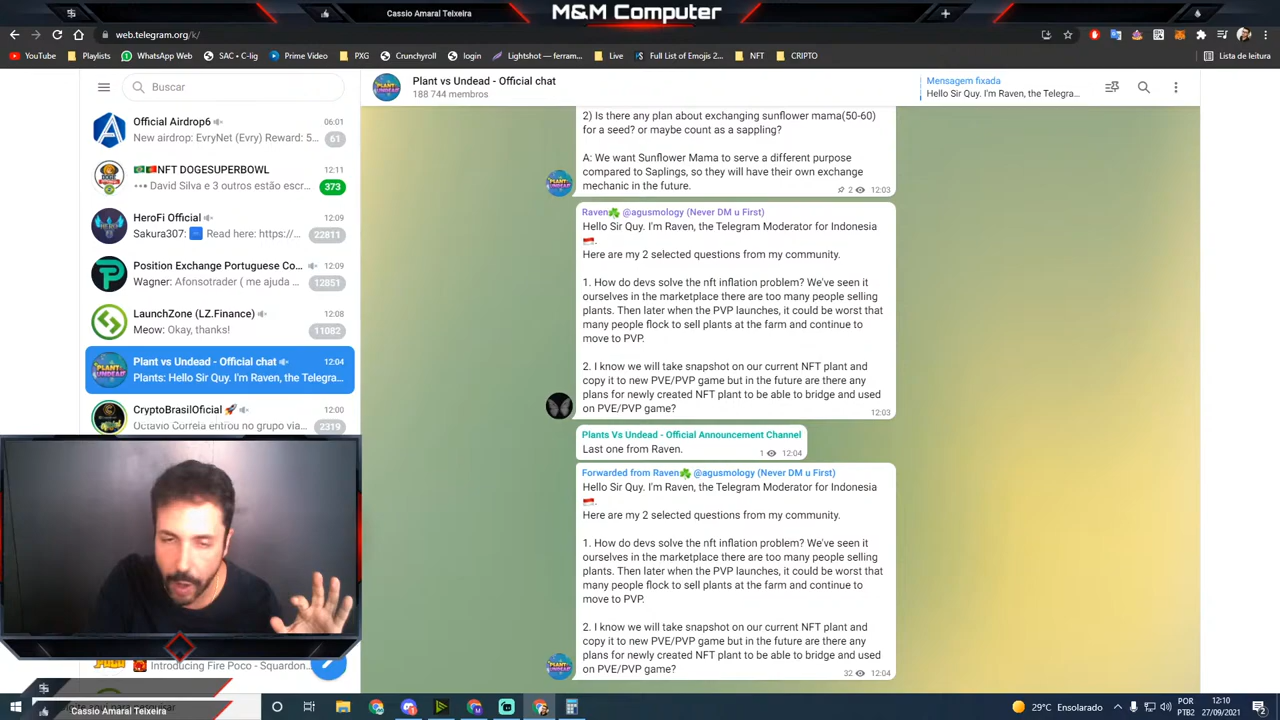 Cassio Amaral Teixeira
M&M Computer
web.telegram.org/k/
YouTube
Playlists
WhatsApp Web
SAC • C-lig
Prime Video
PXG
Crunchyroll
login
Lightshot — ferram...
Live
Full List of Emojis 2...
NFT
CRIPTO
Lista de leitura
Buscar
Plant vs Undead - Official chat
188 744 membros
Mensagem fixada
Hello Sir Quy. I'm Raven, the Telegra...
Official Airdrop6
06:01
New airdrop: EvryNet (Evry) Reward: 5...
61
NFT DOGESUPERBOWL
12:11
David Silva e 3 outros estão escr...
373
HeroFi Official
12:09
Sakura307: Read here: https://...
22811
Position Exchange Portuguese Co...
12:09
Wagner: Afonsotrader ( me ajuda ...
12851
LaunchZone (LZ.Finance)
12:08
Meow: Okay, thanks!
11082
Plant vs Undead - Official chat
12:04
Plants: Hello Sir Quy. I'm Raven, the Telegra...
CryptoBrasilOficial 🚀
12:00
Octavio Correia entrou no grupo via...
2319
Introducing Fire Poco - Squardon...
2) Is there any plan about exchanging sunflower mama(50-60)
for a seed? or maybe count as a sappling?
A: We want Sunflower Mama to serve a different purpose
compared to Saplings, so they will have their own exchange
mechanic in the future.
2 12:03
Raven☘ @agusmology (Never DM u First)
Hello Sir Quy. I'm Raven, the Telegram Moderator for Indonesia
.
Here are my 2 selected questions from my community.
1. How do devs solve the nft inflation problem? We've seen it
ourselves in the marketplace there are too many people selling
plants. Then later when the PVP launches, it could be worst that
many people flock to sell plants at the farm and continue to
move to PVP.
2. I know we will take snapshot on our current NFT plant and
copy it to new PVE/PVP game but in the future are there any
plans for newly created NFT plant to be able to bridge and used
on PVE/PVP game?
12:03
Plants Vs Undead - Official Announcement Channel
Last one from Raven.
1 12:04
Forwarded from Raven☘ @agusmology (Never DM u First)
Hello Sir Quy. I'm Raven, the Telegram Moderator for Indonesia
.
Here are my 2 selected questions from my community.
1. How do devs solve the nft inflation problem? We've seen it
ourselves in the marketplace there are too many people selling
plants. Then later when the PVP launches, it could be worst that
many people flock to sell plants at the farm and continue to
move to PVP.
2. I know we will take snapshot on our current NFT plant and
copy it to new PVE/PVP game but in the future are there any
plans for newly created NFT plant to be able to bridge and used
on PVE/PVP game?
32 12:04
Cassio Amaral Teixeira
29°C Ensolarado
POR
PTB2
12:10
27/09/2021
2